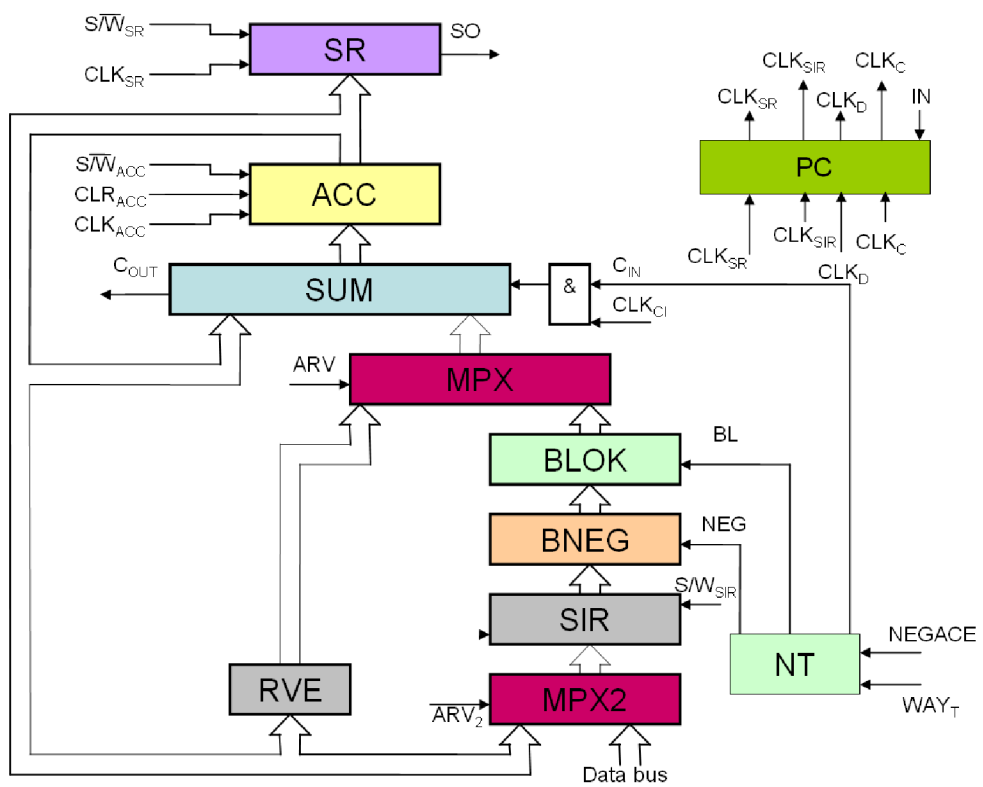 S/W̅SR
SR
SO
CLKSR
CLKSR
CLKSIR
CLKD
CLKC
IN
PC
CLKSR
CLKSIR
CLKD
CLKC
S/W̅ACC
CLRACC
CLKACC
ACC
COUT
SUM
&
CIN
CLKCI
ARV
MPX
BLOK
BL
BNEG
NEG
S/WSIR
SIR
NT
NEGACE
WAYT
RVE
A̅R̅V̅2
MPX2
Data bus